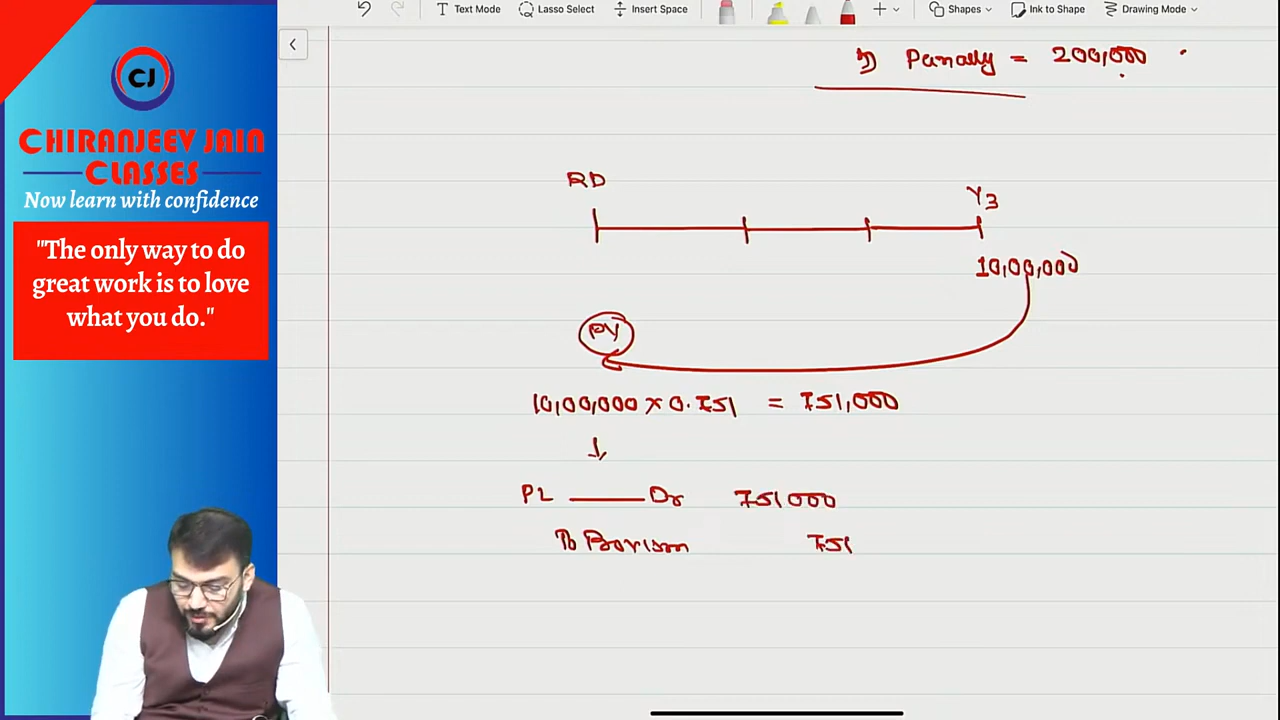 Text Mode
Lasso Select
Insert Space
Shapes
Ink to Shape
Drawing Mode
CJ
CHIRANJEEV JAIN
CLASSES
Now learn with confidence
"The only way to do
great work is to love
what you do."
Penalty = 200,000
RD
Y3
10,00,000
PV
10,00,000 x 0.751 = 751,000
PL Dr 751000
To 751